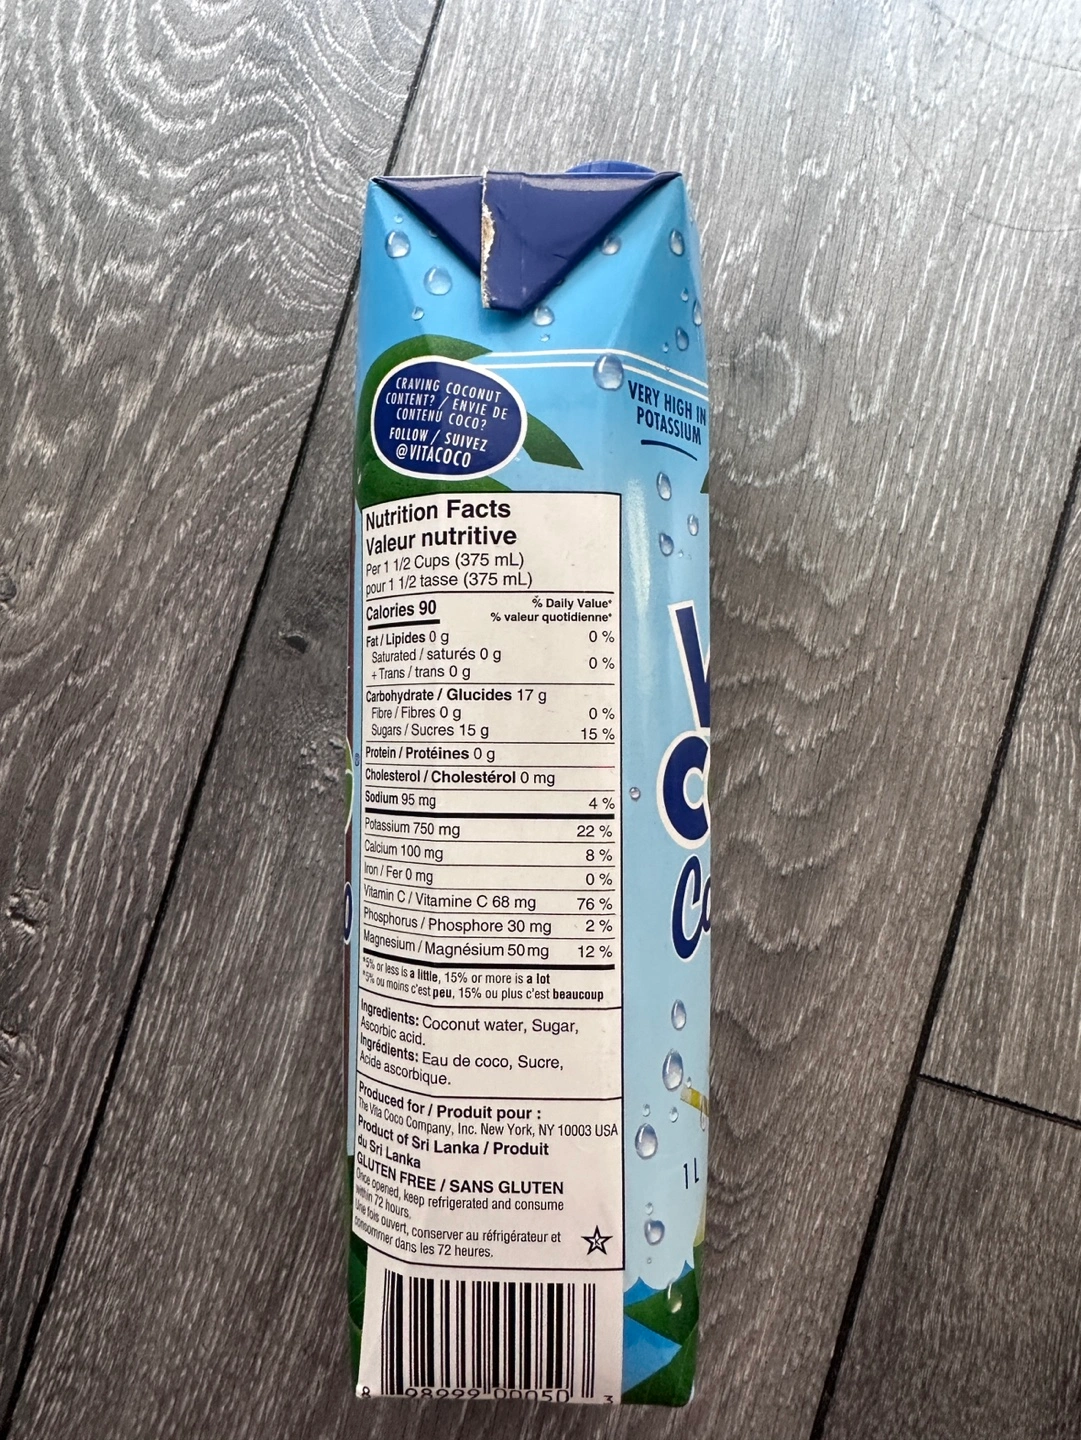 CRAVING COCONUT
CONTENT? / ENVIE DE
CONTENU COCO?
FOLLOW / SUIVEZ
@VITACOCO
VERY HIGH IN
POTASSIUM
Nutrition Facts
Valeur nutritive
Per 1 1/2 Cups (375 mL)
pour 1 1/2 tasse (375 mL)
% Daily Value*
Calories 90
% valeur quotidienne*
Fat / Lipides 0 g 0 %
Saturated / saturés 0 g
+ Trans / trans 0 g 0 %
Carbohydrate / Glucides 17 g
Fibre / Fibres 0 g 0 %
Sugars / Sucres 15 g 15 %
Protein / Protéines 0 g
Cholesterol / Cholestérol 0 mg
Sodium 95 mg 4 %
Potassium 750 mg 22 %
Calcium 100 mg 8 %
Iron / Fer 0 mg 0 %
Vitamin C / Vitamine C 68 mg 76 %
Phosphorus / Phosphore 30 mg 2 %
Magnesium / Magnésium 50 mg 12 %
*5% or less is a little, 15% or more is a lot
*5% ou moins c'est peu, 15% ou plus c'est beaucoup
Ingredients: Coconut water, Sugar,
Ascorbic acid.
Ingrédients: Eau de coco, Sucre,
Acide ascorbique.
Produced for / Produit pour :
The Vita Coco Company, Inc. New York, NY 10003 USA
Product of Sri Lanka / Produit
du Sri Lanka
GLUTEN FREE / SANS GLUTEN
Once opened, keep refrigerated and consume
within 72 hours.
Une fois ouvert, conserver au réfrigérateur et
consommer dans les 72 heures.
K
1 L
8 98999 00050 3